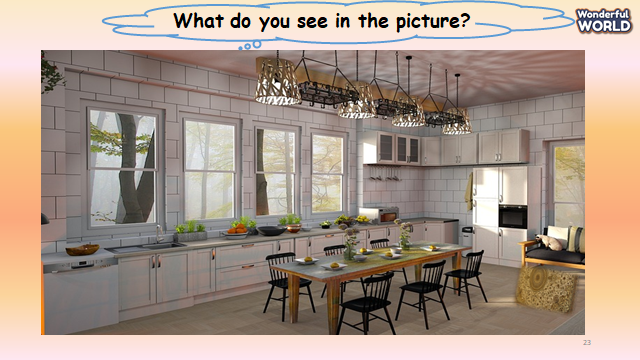 What do you see in the picture?
Wonderful
WORLD
23